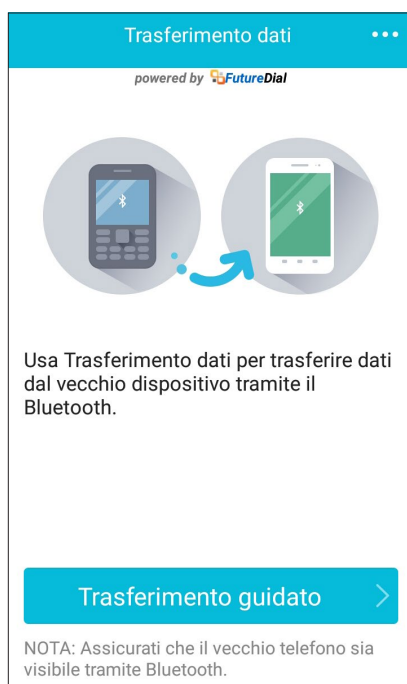 Trasferimento dati
powered by FutureDial
Usa Trasferimento dati per trasferire dati
dal vecchio dispositivo tramite il
Bluetooth.
Trasferimento guidato
NOTA: Assicurati che il vecchio telefono sia
visibile tramite Bluetooth.